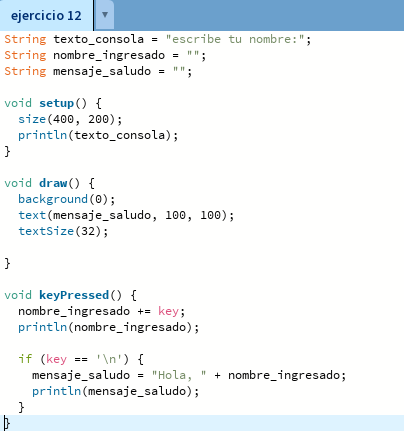 ejercicio 12
String texto_consola = "escribe tu nombre:";
String nombre_ingresado = "";
String mensaje_saludo = "";
void setup() {
  size(400, 200);
  println(texto_consola);
}
void draw() {
  background(0);
  text(mensaje_saludo, 100, 100);
  textSize(32);
}
void keyPressed() {
  nombre_ingresado += key;
  println(nombre_ingresado);
  if (key == '\n') {
    mensaje_saludo = "Hola, " + nombre_ingresado;
    println(mensaje_saludo);
  }
}